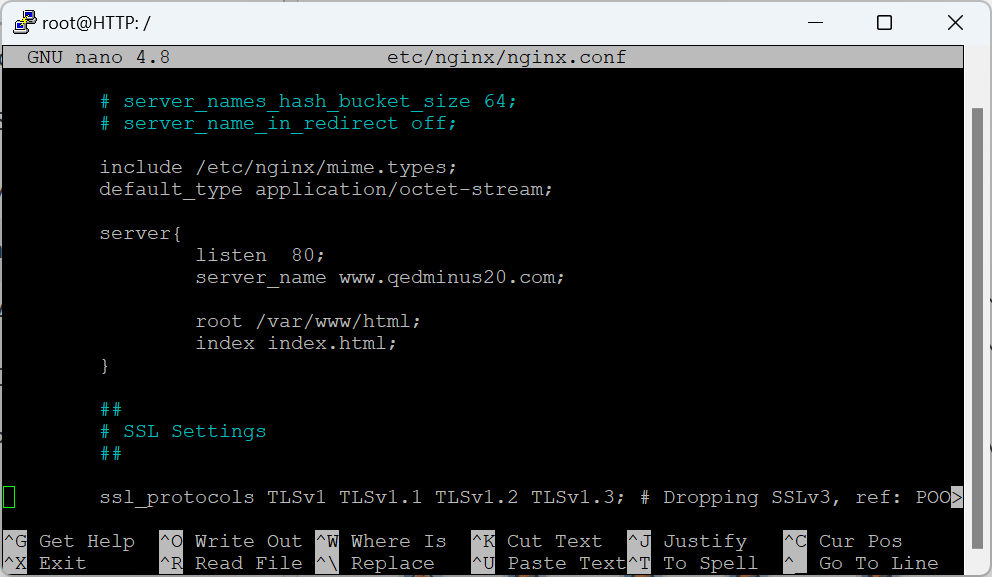 root@HTTP: /
GNU nano 4.8 etc/nginx/nginx.conf
# server_names_hash_bucket_size 64;
# server_name_in_redirect off;
include /etc/nginx/mime.types;
default_type application/octet-stream;
server{
listen  80;
server_name www.qedminus20.com;
root /var/www/html;
index index.html;
}
##
# SSL Settings
##
ssl_protocols TLSv1 TLSv1.1 TLSv1.2 TLSv1.3; # Dropping SSLv3, ref: POO>
^G Get Help ^O Write Out ^W Where Is ^K Cut Text ^J Justify ^C Cur Pos
^X Exit ^R Read File ^\ Replace ^U Paste Text ^T To Spell ^_ Go To Line